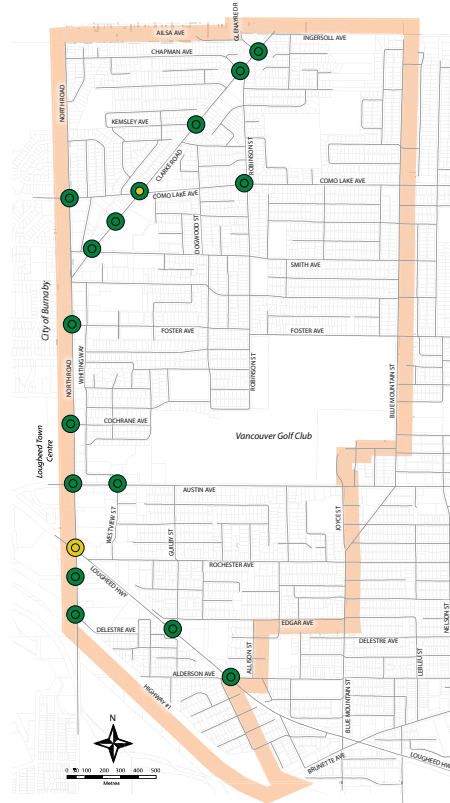 AILSA AVE
GLENAYRE DR
INGERSOLL AVE
CHAPMAN AVE
NORTH ROAD
KEMSLEY AVE
CLARKE ROAD
ROBINSON ST
COMO LAKE AVE
COMO LAKE AVE
DOGWOOD ST
SMITH AVE
City of Burnaby
FOSTER AVE
FOSTER AVE
NORTH ROAD
WHITING WAY
ROBINSON ST
BLUE MOUNTAIN ST
COCHRANE AVE
Vancouver Golf Club
Lougheed Town
Centre
AUSTIN AVE
WESTVIEW ST
GUILBY ST
JOYCE ST
ROCHESTER AVE
LOUGHEED HWY
EDGAR AVE
NELSON ST
DELESTRE AVE
DELESTRE AVE
ALLISON ST
LEBLEU ST
ALDERSON AVE
BLUE MOUNTAIN ST
HIGHWAY #1
N
LOUGHEED HW
BRUNETTE AVE
0 50 100 200 300 400 500
Metres